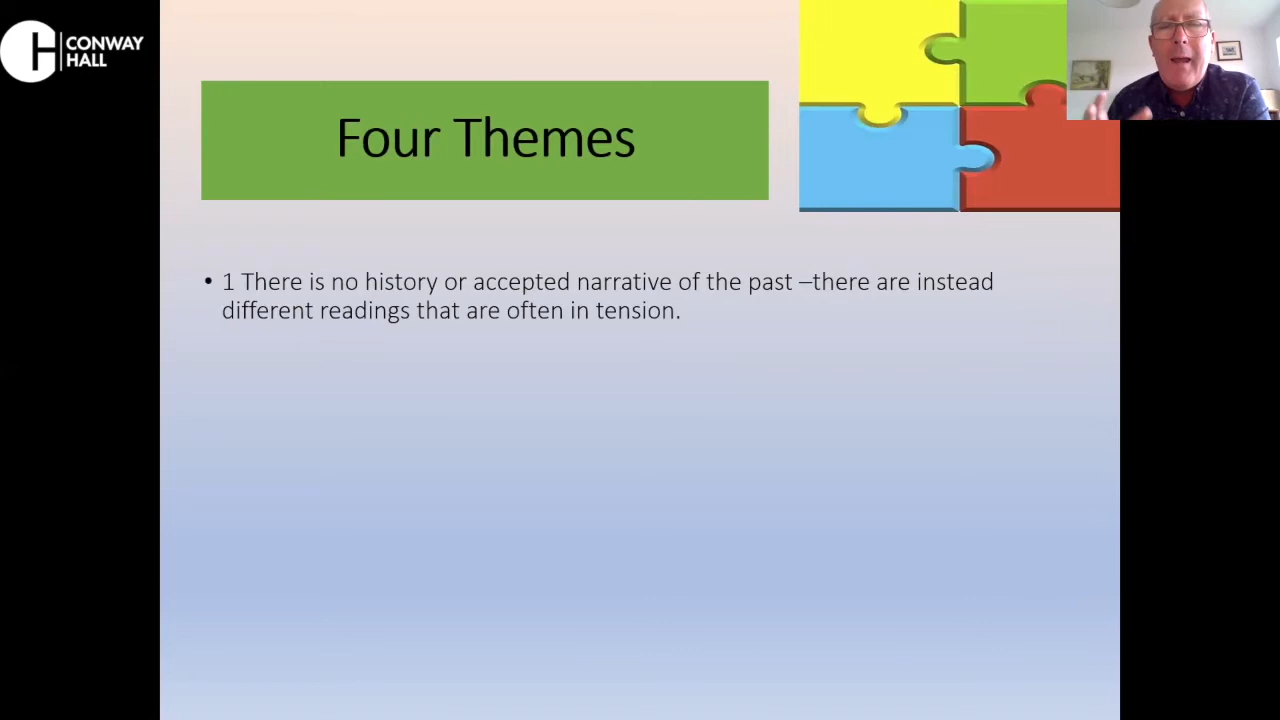 CONWAY
HALL
Four Themes
• 1 There is no history or accepted narrative of the past –there are instead
different readings that are often in tension.